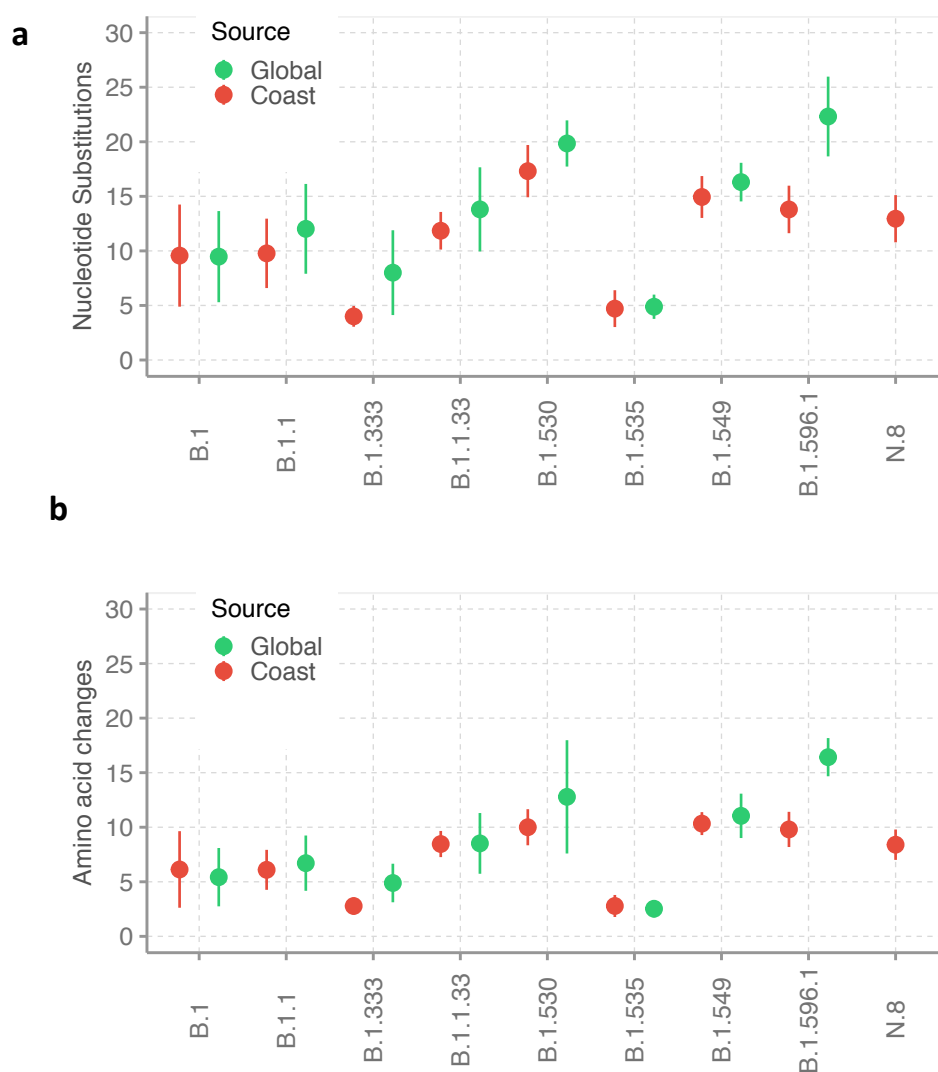 a
Source
Global
Coast
Nucleotide Substitutions
30
25
20
15
10
5
0
B.1
B.1.1
B.1.333
B.1.1.33
B.1.530
B.1.535
B.1.549
B.1.596.1
N.8
b
Source
Global
Coast
Amino acid changes
30
25
20
15
10
5
0
B.1
B.1.1
B.1.333
B.1.1.33
B.1.530
B.1.535
B.1.549
B.1.596.1
N.8